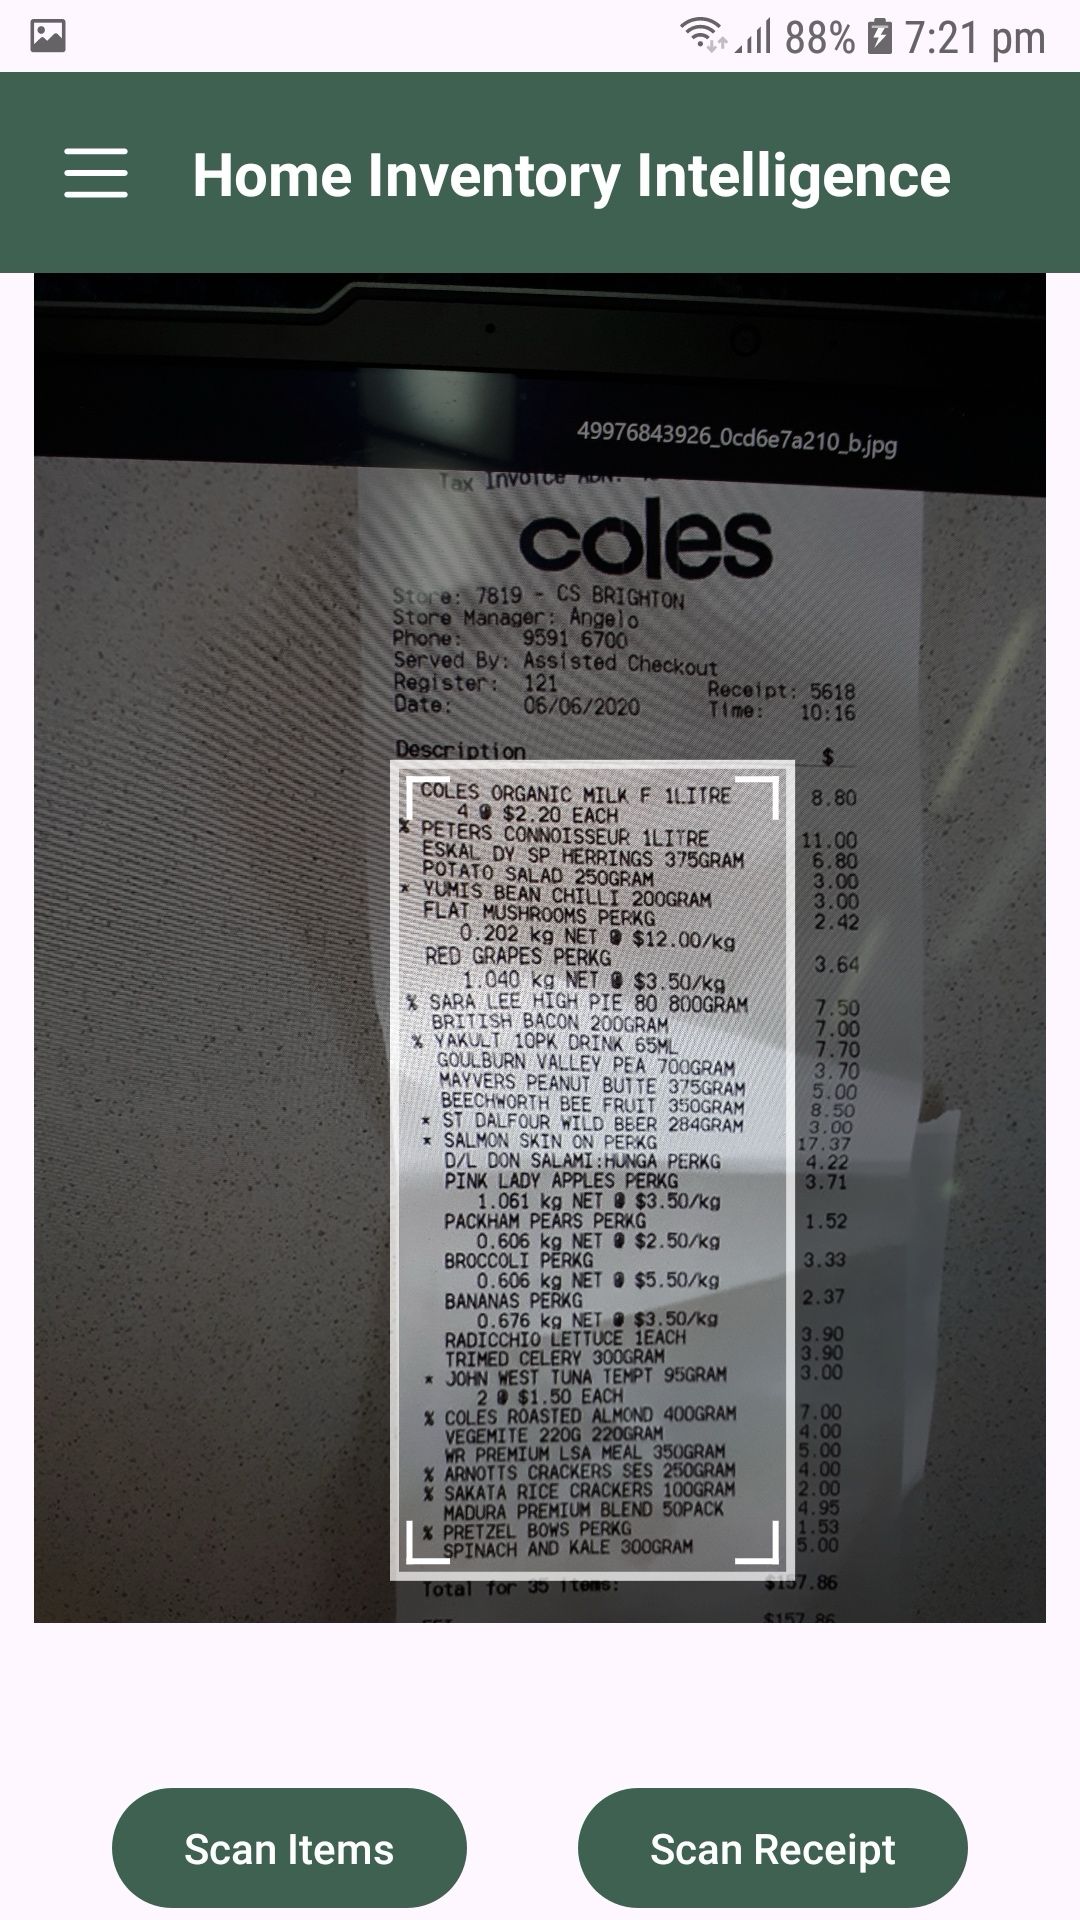 88% 7:21 pm
Home Inventory Intelligence
49976843926_0cd6e7a210_b.jpg
Tax Invoice ABN:
coles
Store: 7819 - CS BRIGHTON
Store Manager: Angelo
Phone: 9591 6700
Served By: Assisted Checkout
Register: 121 Receipt: 5618
Date: 06/06/2020 Time: 10:16
Description $
COLES ORGANIC MILK F 1LITRE 8.80
4 @ $2.20 EACH
% PETERS CONNOISSEUR 1LITRE 11.00
ESKAL DY SP HERRINGS 375GRAM 6.80
POTATO SALAD 250GRAM 3.00
* YUMIS BEAN CHILLI 200GRAM 3.00
FLAT MUSHROOMS PERKG 2.42
0.202 kg NET @ $12.00/kg
RED GRAPES PERKG 3.64
1.040 kg NET @ $3.50/kg
% SARA LEE HIGH PIE 80 800GRAM 7.50
BRITISH BACON 200GRAM 7.00
% YAKULT 10PK DRINK 65ML 7.70
GOULBURN VALLEY PEA 700GRAM 3.70
MAYVERS PEANUT BUTTE 375GRAM 5.00
BEECHWORTH BEE FRUIT 350GRAM 8.50
* ST DALFOUR WILD BBER 284GRAM 3.00
* SALMON SKIN ON PERKG 17.37
D/L DON SALAMI:HUNGA PERKG 4.22
PINK LADY APPLES PERKG 3.71
1.061 kg NET @ $3.50/kg
PACKHAM PEARS PERKG 1.52
0.606 kg NET @ $2.50/kg
BROCCOLI PERKG 3.33
0.606 kg NET @ $5.50/kg
BANANAS PERKG 2.37
0.676 kg NET @ $3.50/kg
RADICCHIO LETTUCE 1EACH 3.90
TRIMED CELERY 300GRAM 3.90
* JOHN WEST TUNA TEMPT 95GRAM 3.00
2 @ $1.50 EACH
% COLES ROASTED ALMOND 400GRAM 7.00
VEGEMITE 220G 220GRAM 4.00
WR PREMIUM LSA MEAL 350GRAM 5.00
% ARNOTTS CRACKERS SES 250GRAM 4.00
% SAKATA RICE CRACKERS 100GRAM 2.00
MADURA PREMIUM BLEND 50PACK 4.95
% PRETZEL BOWS PERKG 1.53
SPINACH AND KALE 300GRAM 5.00
Total for 35 items: $157.86
$157.86
Scan Items
Scan Receipt